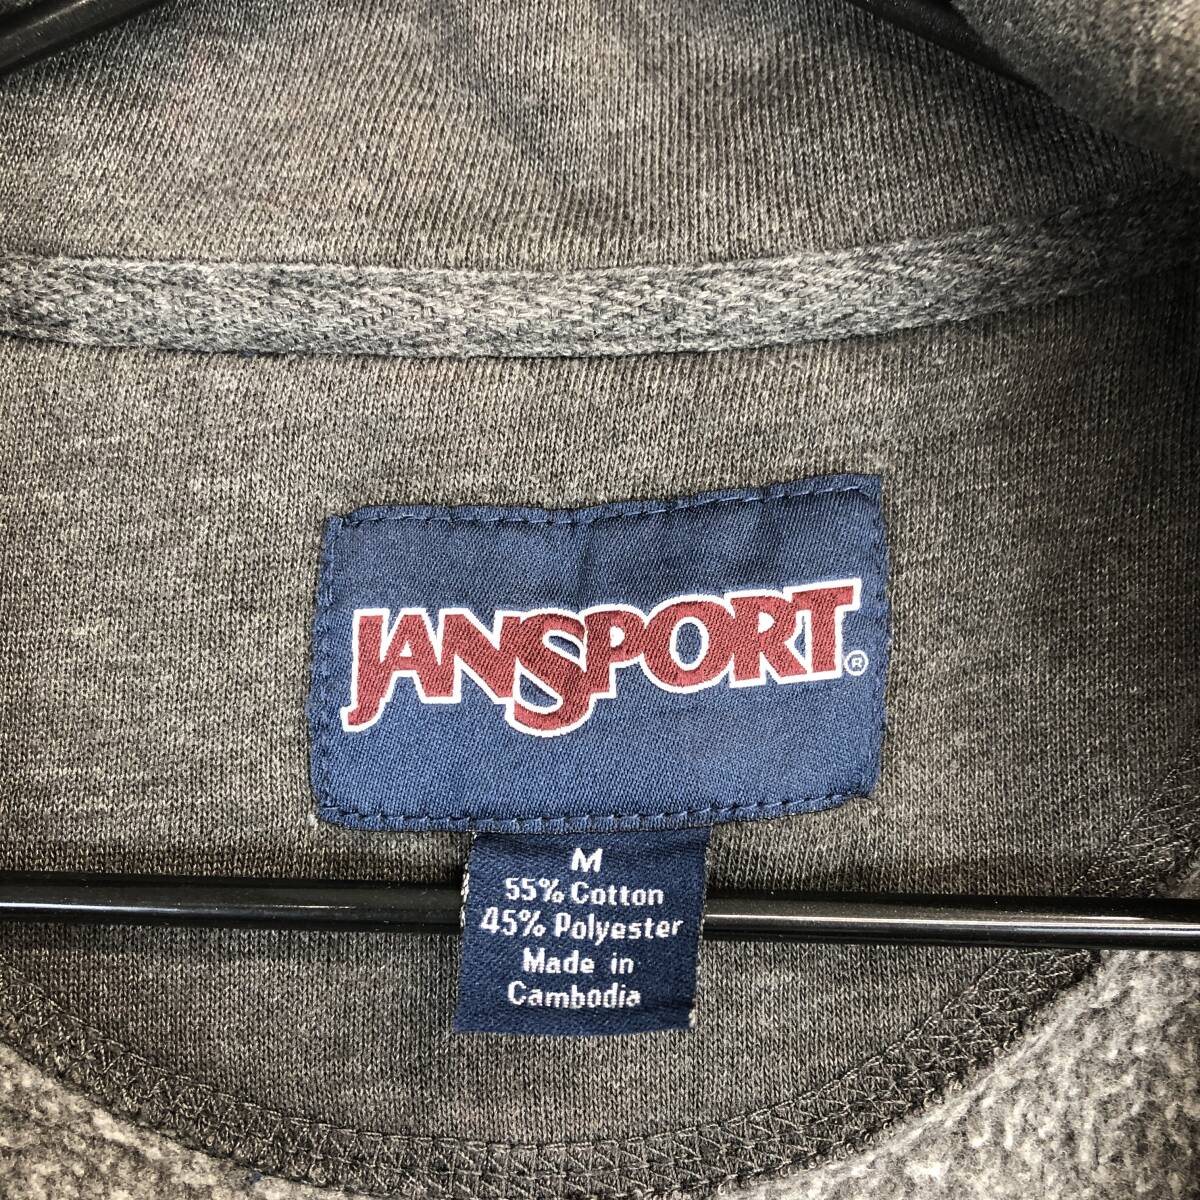 JANSPORT®
M
55% Cotton
45% Polyester
Made in
Cambodia